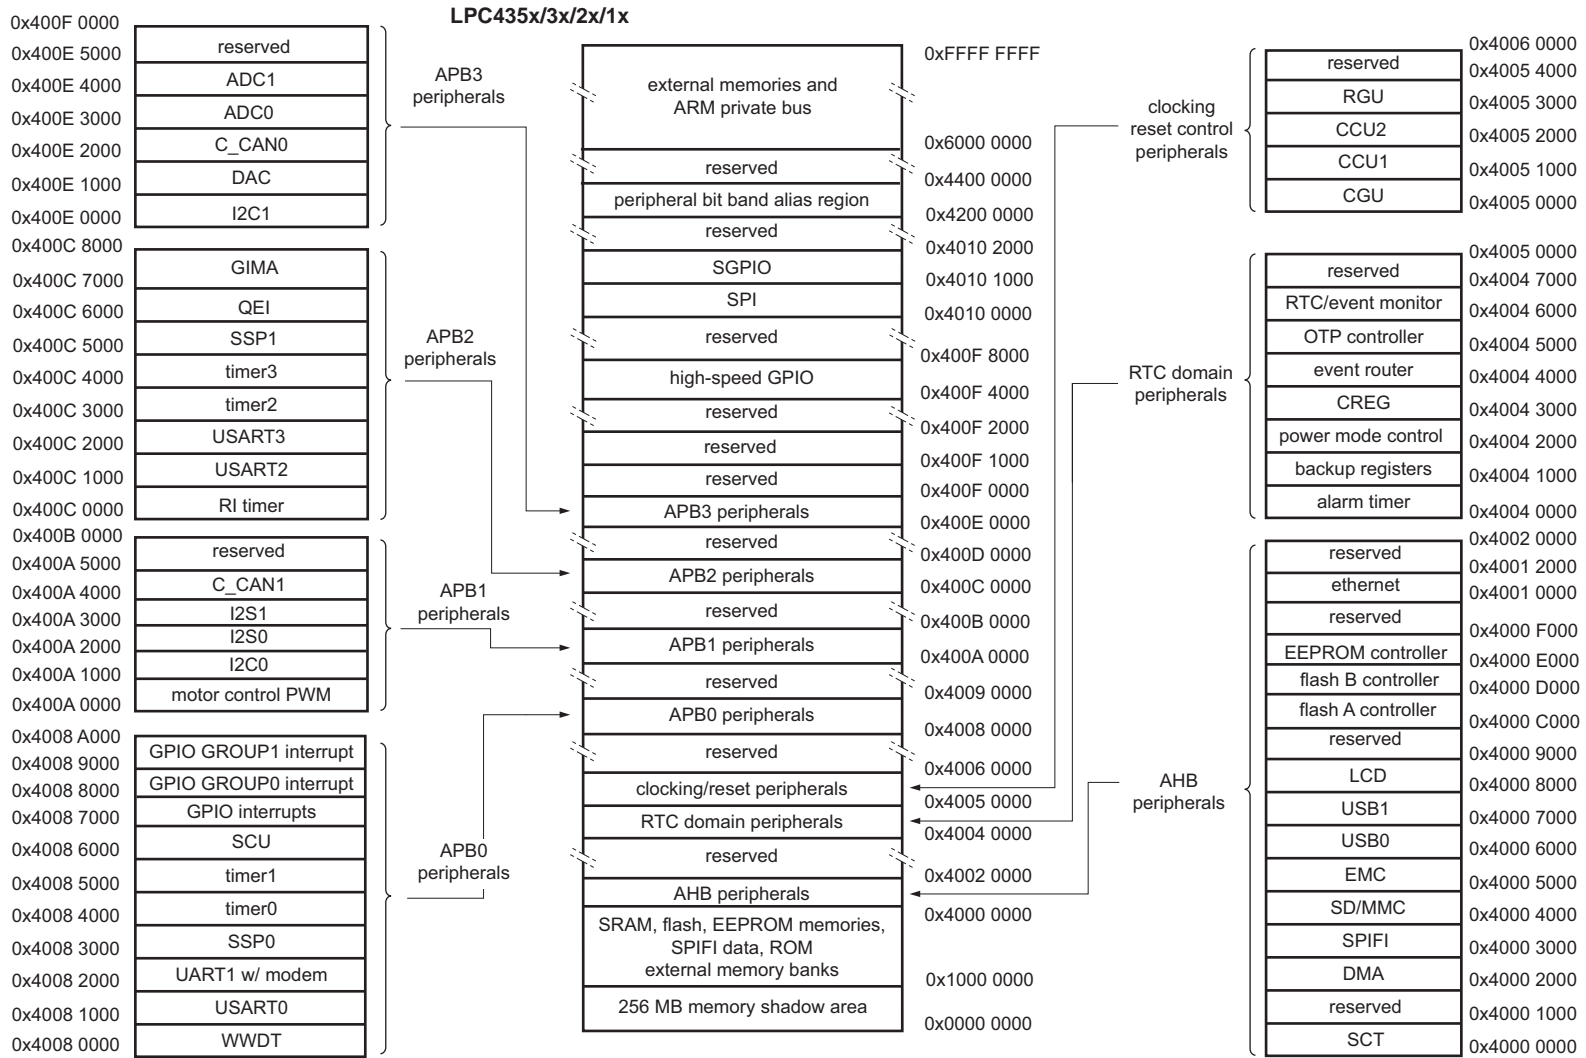 LPC435x/3x/2x/1x
0x400F 0000
reserved
0x400E 5000
ADC1
0x400E 4000
ADC0
0x400E 3000
C_CAN0
0x400E 2000
DAC
0x400E 1000
I2C1
0x400E 0000
APB3
peripherals
0x400C 8000
GIMA
0x400C 7000
QEI
0x400C 6000
SSP1
0x400C 5000
timer3
0x400C 4000
timer2
0x400C 3000
USART3
0x400C 2000
USART2
0x400C 1000
RI timer
0x400C 0000
APB2
peripherals
0x400B 0000
reserved
0x400A 5000
C_CAN1
0x400A 4000
I2S1
0x400A 3000
I2S0
0x400A 2000
I2C0
0x400A 1000
motor control PWM
0x400A 0000
APB1
peripherals
0x4008 A000
GPIO GROUP1 interrupt
0x4008 9000
GPIO GROUP0 interrupt
0x4008 8000
GPIO interrupts
0x4008 7000
SCU
0x4008 6000
timer1
0x4008 5000
timer0
0x4008 4000
SSP0
0x4008 3000
UART1 w/ modem
0x4008 2000
USART0
0x4008 1000
WWDT
0x4008 0000
APB0
peripherals
0xFFFF FFFF
external memories and
ARM private bus
0x6000 0000
reserved
0x4400 0000
peripheral bit band alias region
0x4200 0000
reserved
0x4010 2000
SGPIO
0x4010 1000
SPI
0x4010 0000
reserved
0x400F 8000
high-speed GPIO
0x400F 4000
reserved
0x400F 2000
reserved
0x400F 1000
reserved
0x400F 0000
APB3 peripherals
0x400E 0000
reserved
0x400D 0000
APB2 peripherals
0x400C 0000
reserved
0x400B 0000
APB1 peripherals
0x400A 0000
reserved
0x4009 0000
APB0 peripherals
0x4008 0000
reserved
0x4006 0000
clocking/reset peripherals
0x4005 0000
RTC domain peripherals
0x4004 0000
reserved
0x4002 0000
AHB peripherals
0x4000 0000
SRAM, flash, EEPROM memories,
SPIFI data, ROM
external memory banks
0x1000 0000
256 MB memory shadow area
0x0000 0000
clocking
reset control
peripherals
0x4006 0000
reserved
0x4005 4000
RGU
0x4005 3000
CCU2
0x4005 2000
CCU1
0x4005 1000
CGU
0x4005 0000
RTC domain
peripherals
0x4005 0000
reserved
0x4004 7000
RTC/event monitor
0x4004 6000
OTP controller
0x4004 5000
event router
0x4004 4000
CREG
0x4004 3000
power mode control
0x4004 2000
backup registers
0x4004 1000
alarm timer
0x4004 0000
AHB
peripherals
0x4002 0000
reserved
0x4001 2000
ethernet
0x4001 0000
reserved
0x4000 F000
EEPROM controller
0x4000 E000
flash B controller
0x4000 D000
flash A controller
0x4000 C000
reserved
0x4000 9000
LCD
0x4000 8000
USB1
0x4000 7000
USB0
0x4000 6000
EMC
0x4000 5000
SD/MMC
0x4000 4000
SPIFI
0x4000 3000
DMA
0x4000 2000
reserved
0x4000 1000
SCT
0x4000 0000